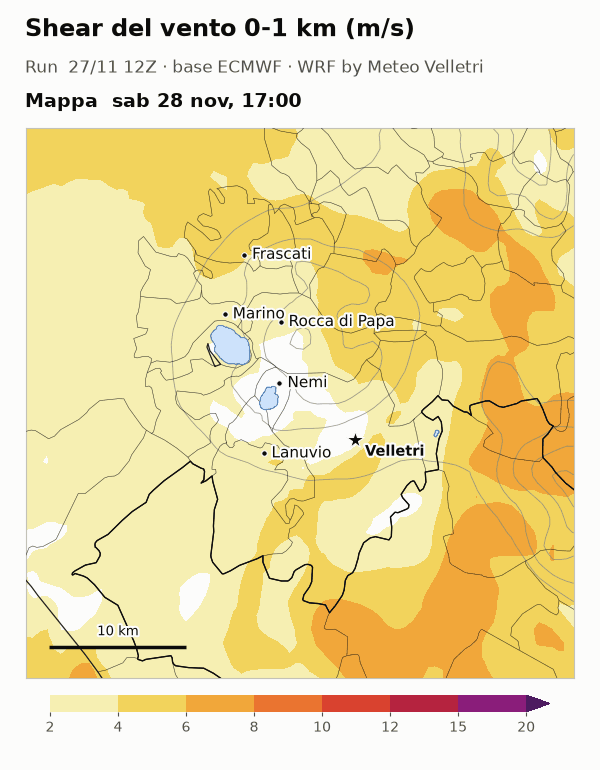 Shear del vento 0-1 km (m/s)
Run  27/11 12Z · base ECMWF · WRF by Meteo Velletri
Mappa  sab 28 nov, 17:00
Frascati
Marino
Rocca di Papa
Nemi
Velletri
Lanuvio
10 km
2 4 6 8 10 12 15 20